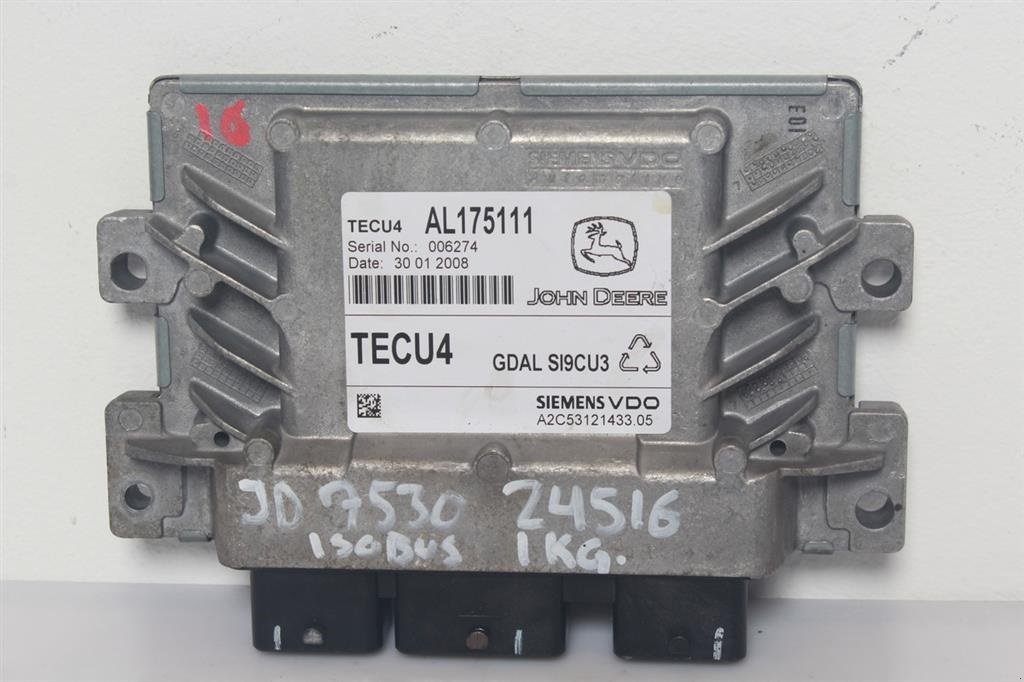 16
E01
SIEMENS VDO
TECU4 AL175111
Serial No.: 006274
Date: 30 01 2008
JOHN DEERE
TECU4 GDAL SI9CU3
SIEMENS VDO
A2C53121433.05
JD 7530 24516
ISOBUS 1KG.